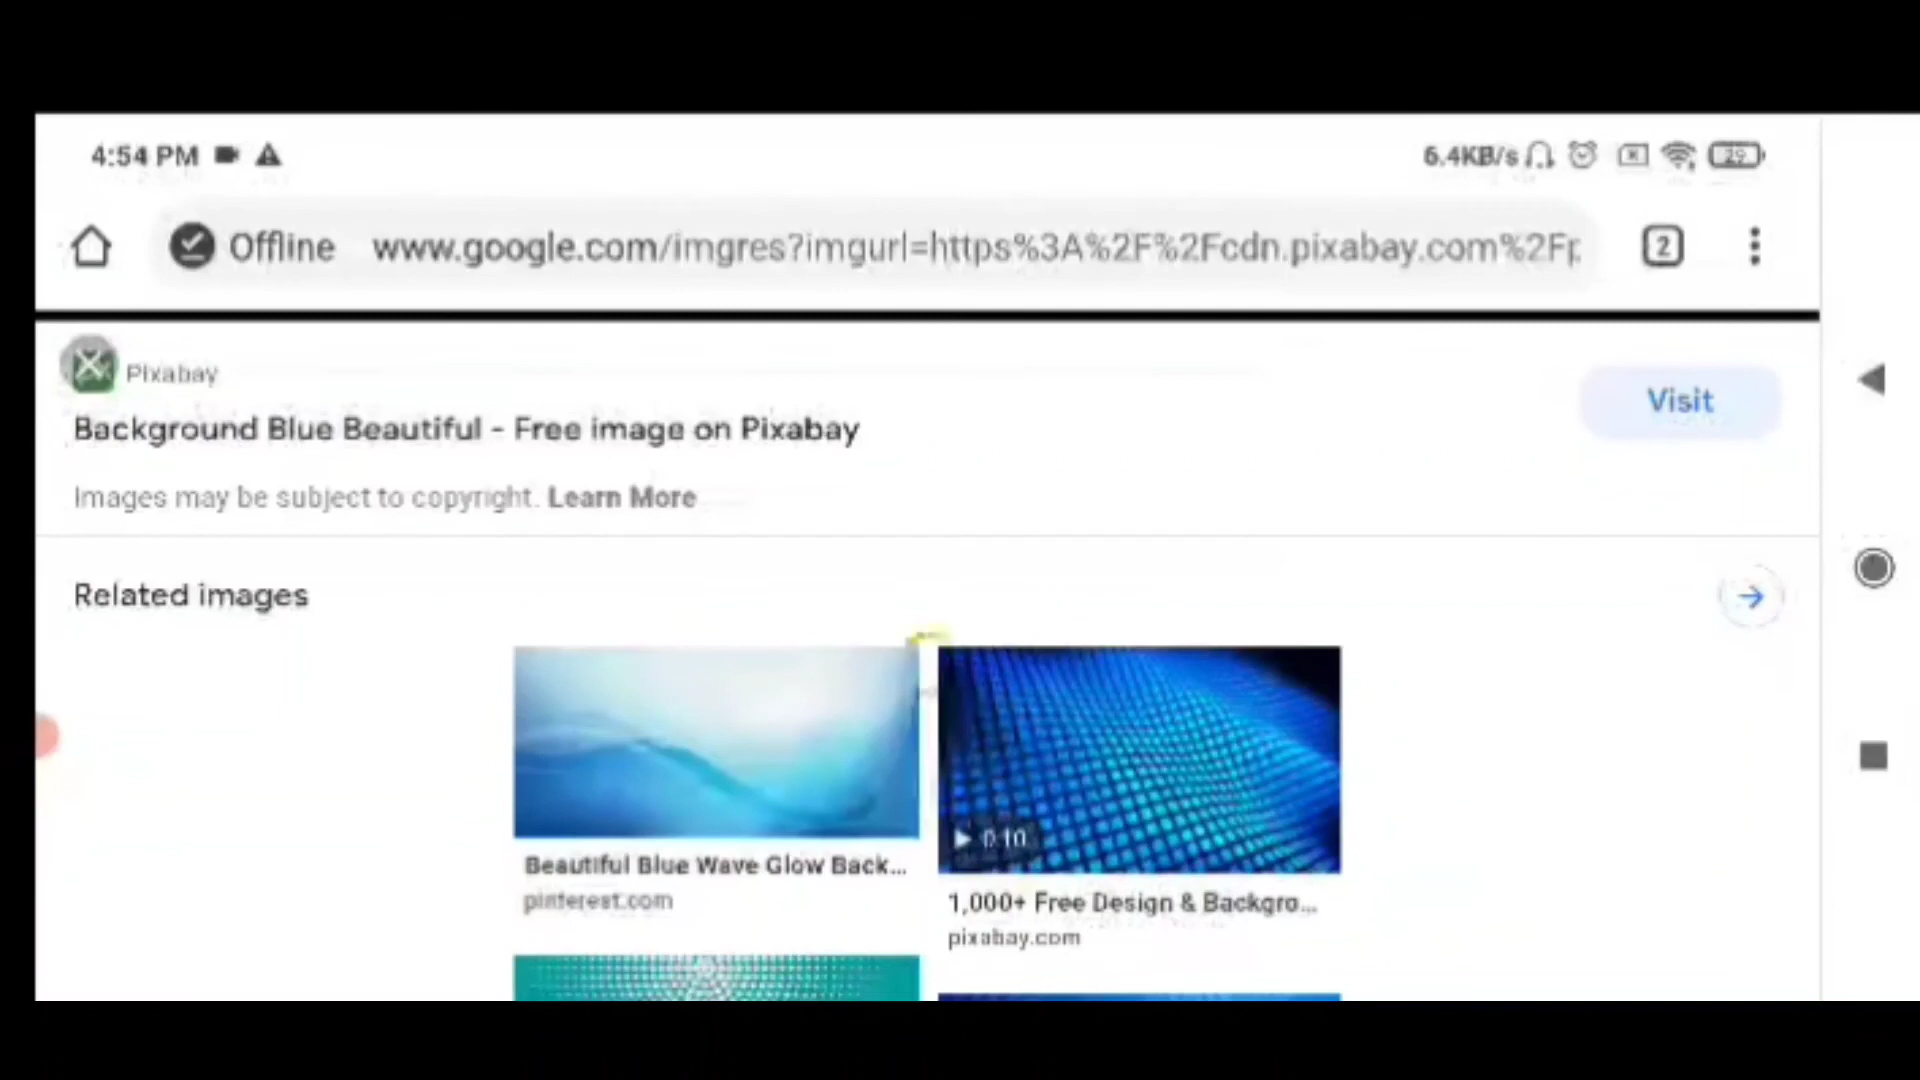 4:54 PM
6.4KB/s
29
Offline www.google.com/imgres?imgurl=https%3A%2F%2Fcdn.pixabay.com%2Fp
2
Pixabay
Background Blue Beautiful - Free image on Pixabay
Visit
Images may be subject to copyright. Learn More
Related images
0:10
Beautiful Blue Wave Glow Back...
pinterest.com
1,000+ Free Design & Backgro...
pixabay.com